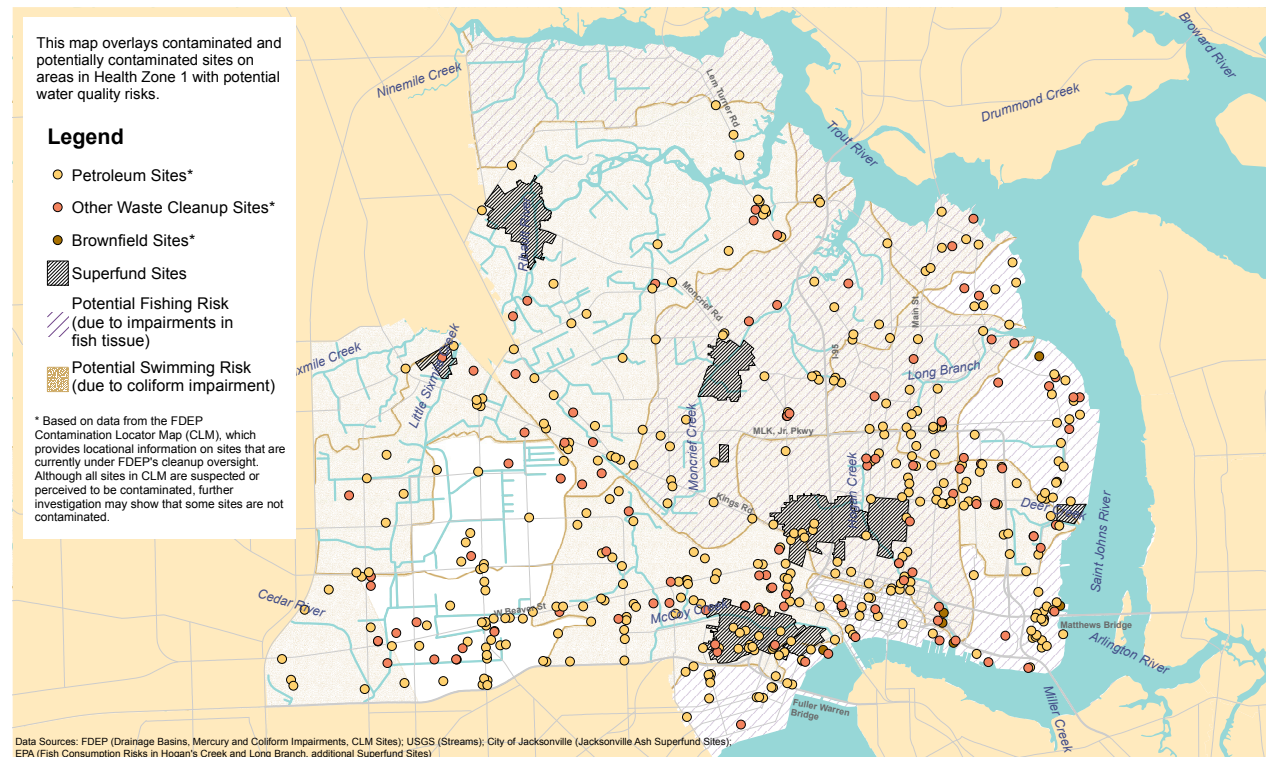 This map overlays contaminated and
potentially contaminated sites on
areas in Health Zone 1 with potential
water quality risks.
Legend
Petroleum Sites*
Other Waste Cleanup Sites*
Brownfield Sites*
Superfund Sites
Potential Fishing Risk
(due to impairments in
fish tissue)
Potential Swimming Risk
(due to coliform impairment)
* Based on data from the FDEP
Contamination Locator Map (CLM), which
provides locational information on sites that are
currently under FDEP's cleanup oversight.
Although all sites in CLM are suspected or
perceived to be contaminated, further
investigation may show that some sites are not
contaminated.
Ninemile Creek
Lem Turner Rd
Broward River
Drummond Creek
Trout River
Moncrief Rd
Main St
I-95
ixmile Creek
Long Branch
MLK, Jr. Pkwy
Moncrief Creek
Kings Rd
Deer Creek
Saint Johns River
Cedar River
W Beaver St
McCoy Creek
Matthews Bridge
Arlington River
Fuller Warren
Bridge
Miller Creek
Data Sources: FDEP (Drainage Basins, Mercury and Coliform Impairments, CLM Sites); USGS (Streams); City of Jacksonville (Jacksonville Ash Superfund Sites);
EPA (Fish Consumption Risks in Hogan's Creek and Long Branch, additional Superfund Sites)